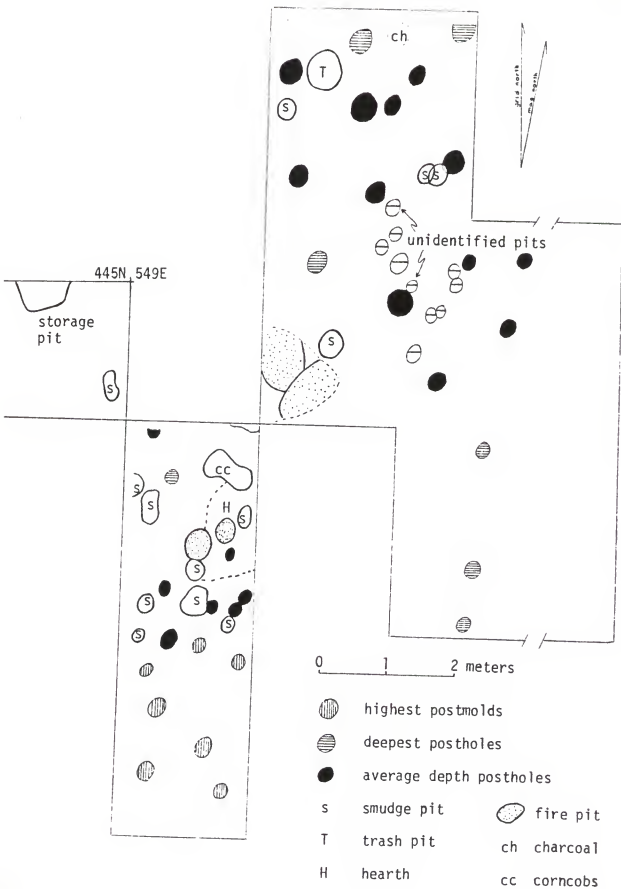 ch
T
s
s s
grid north
mag north
unidentified pits
445N 549E
storage
pit
s
s
cc
s
H
s
s
s
s
s
s
s
0 1 2 meters
highest postmolds
deepest postholes
average depth postholes
s smudge pit
fire pit
T trash pit
ch charcoal
H hearth
cc corncobs